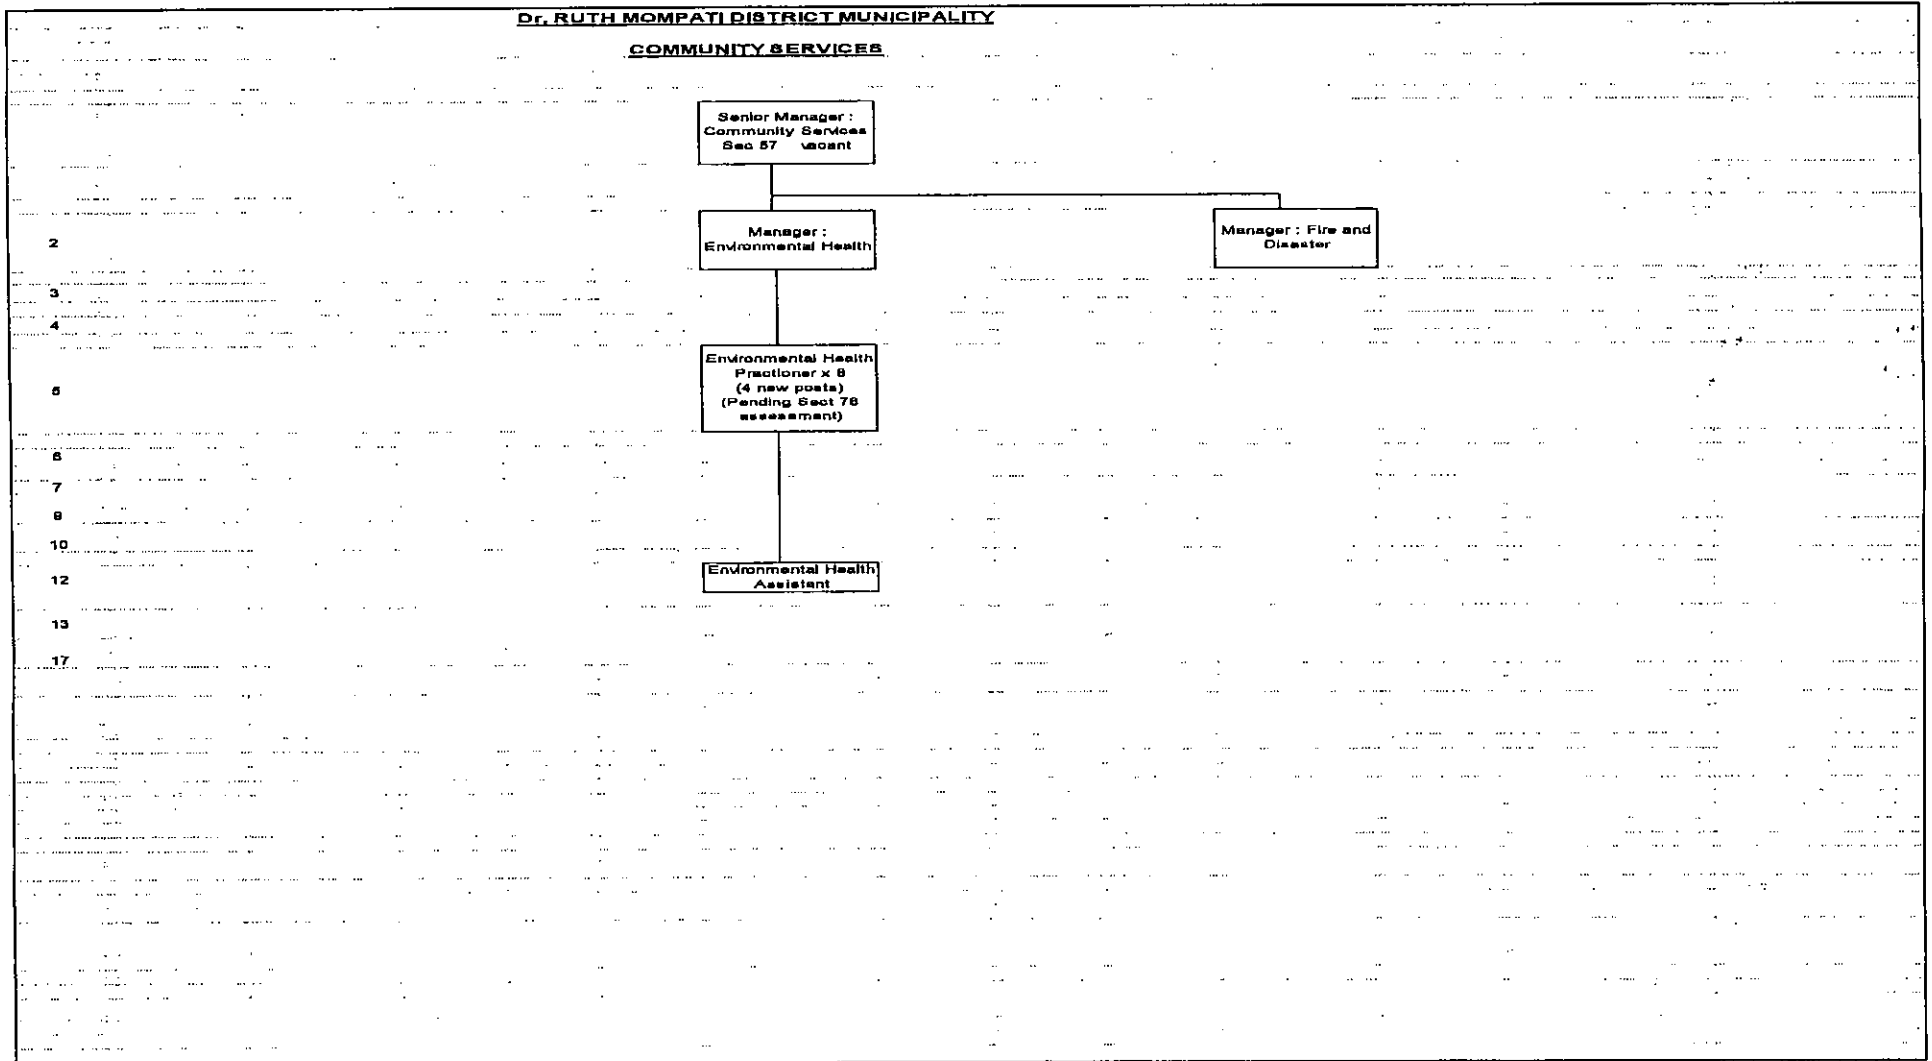 Dr. RUTH MOMPATI DISTRICT MUNICIPALITY
COMMUNITY SERVICES
Senior Manager :
Community Services
Sec 57 vacant
2
Manager :
Environmental Health
Manager : Fire and
Disaster
3
4
5
Environmental Health
Practioner x 8
(4 new posts)
(Pending Sect 78
assessment)
6
7
10
12
Environmental Health
Assistant
13
17